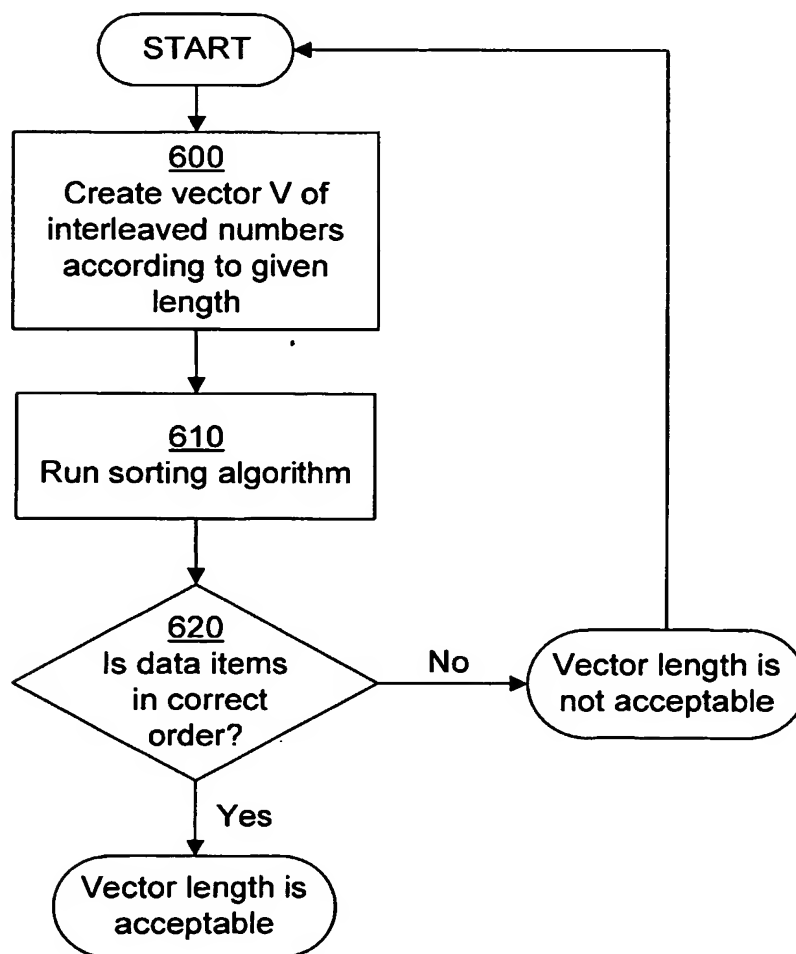 START
600
Create vector V of
interleaved numbers
according to given
length
610
Run sorting algorithm
620
Is data items
in correct
order?
No
Vector length is
not acceptable
Yes
Vector length is
acceptable